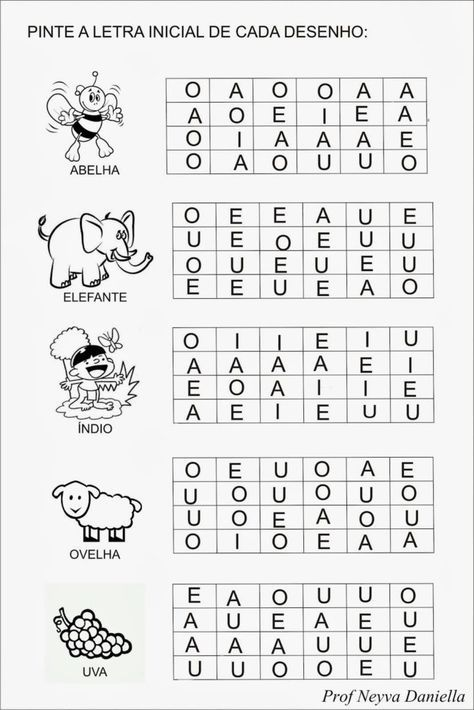 PINTE A LETRA INICIAL DE CADA DESENHO:
O A O O A A
A O E I E A
O I A A A E
O A O U U O
ABELHA
O E E A U E
U E O E U U
O U E U E U
E E U E A O
ELEFANTE
O I I E I U
A A A A E I
E O A I I E
A E I E U U
ÍNDIO
O E U O A E
U O U O U O
U O E A O U
O I O E A A
OVELHA
E A O U U O
A U E A E U
A A A U U E
U U O O E U
UVA
Prof Neyva Daniella